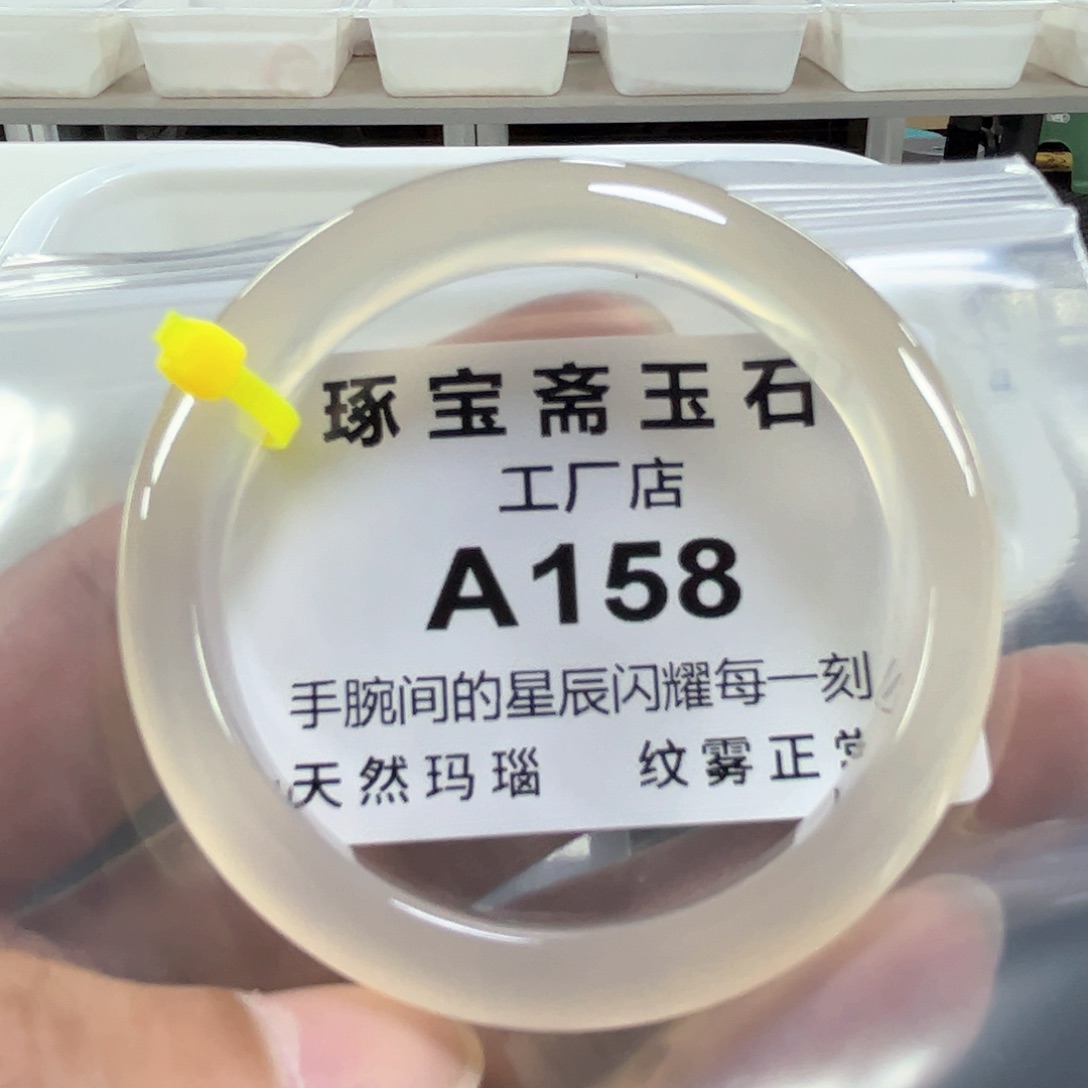 琢宝斋玉石
工厂店
A158
手腕间的星辰闪耀每一刻
天然玛瑙 纹雾正常